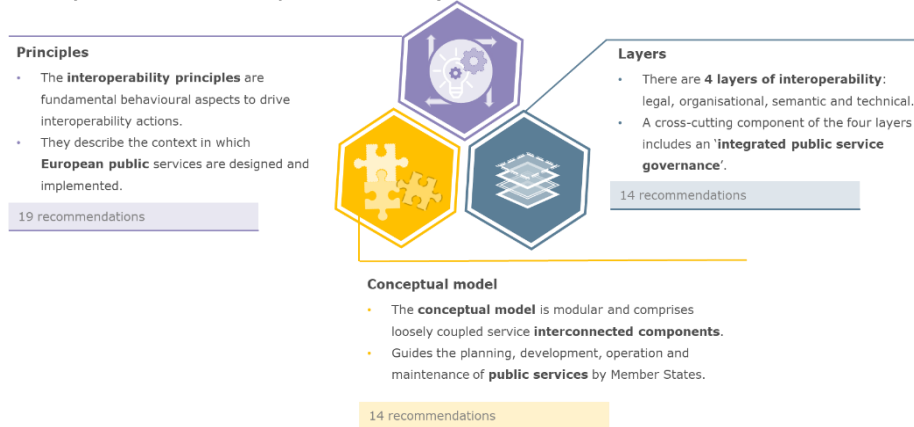 Principles
• The interoperability principles are
fundamental behavioural aspects to drive
interoperability actions.
• They describe the context in which
European public services are designed and
implemented.
19 recommendations
Layers
• There are 4 layers of interoperability:
legal, organisational, semantic and technical.
• A cross-cutting component of the four layers
includes an ‘integrated public service
governance’.
14 recommendations
Conceptual model
• The conceptual model is modular and comprises
loosely coupled service interconnected components.
• Guides the planning, development, operation and
maintenance of public services by Member States.
14 recommendations